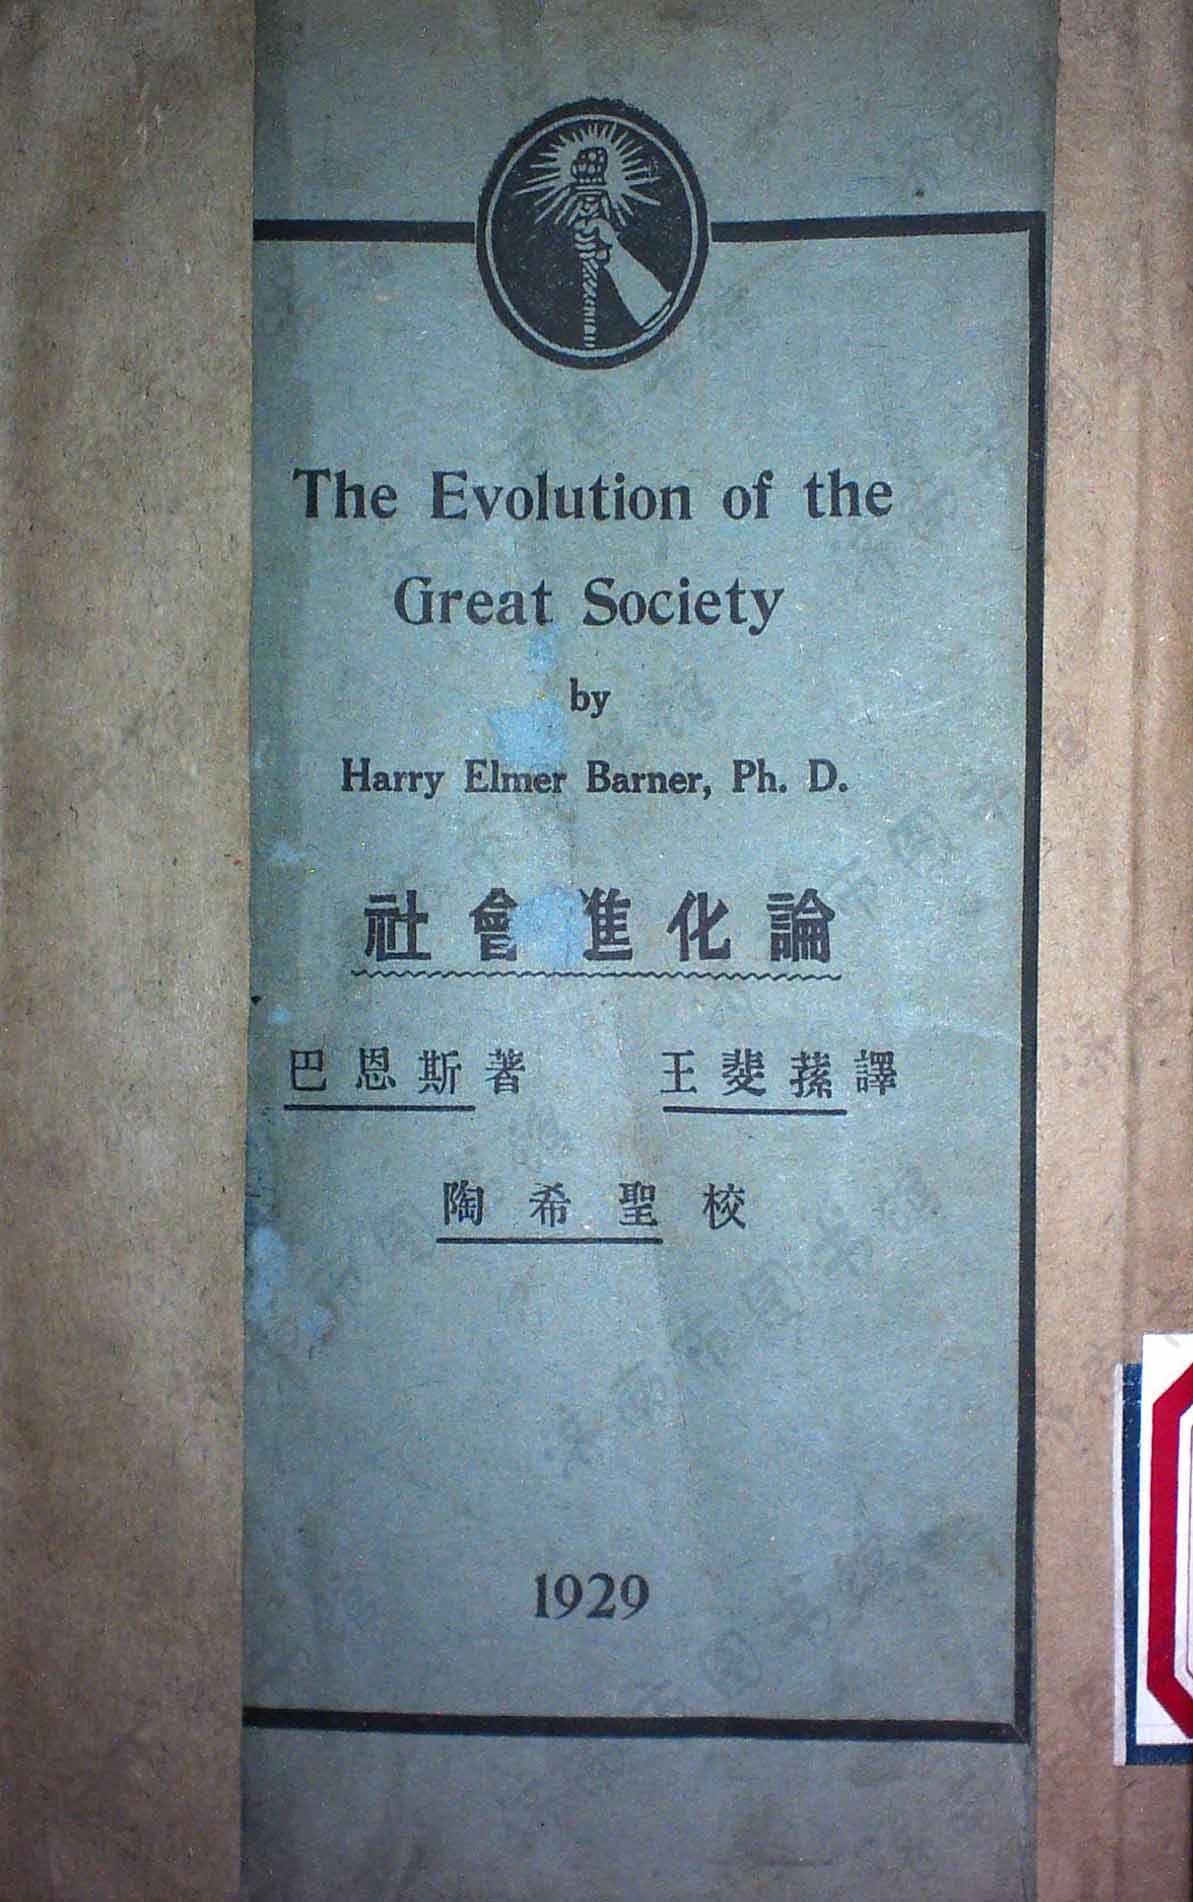 The Evolution of the
Great Society
by
Harry Elmer Barner, Ph. D.
社會進化論
巴恩斯著 王斐蓀譯
陶希聖校
1929